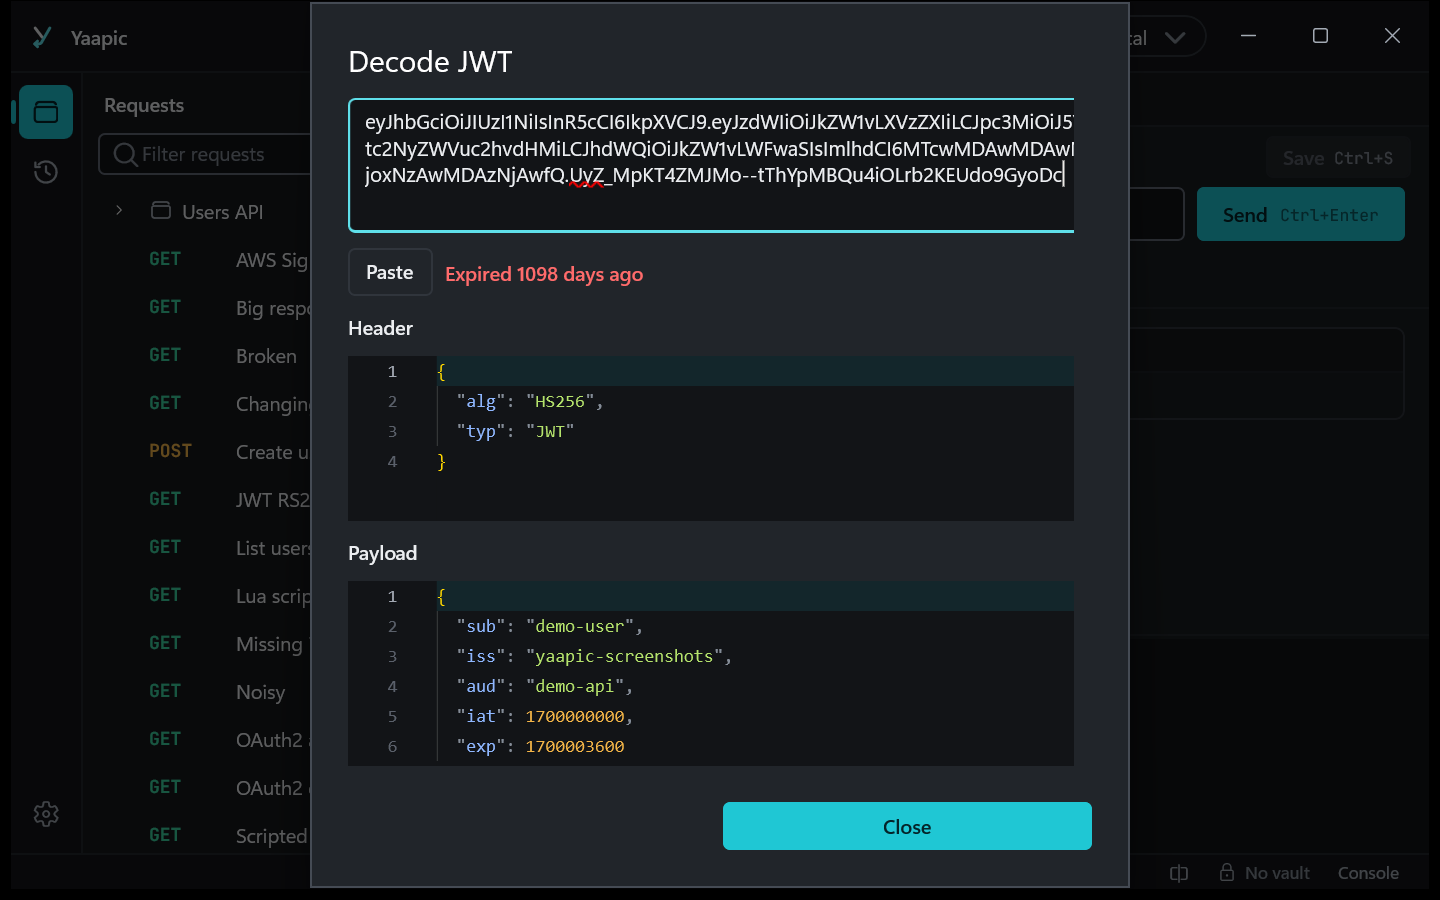 Yaapic
Requests
Filter requests
Users API
GET AWS Sig
GET Big resp
GET Broken
GET Changin
POST Create u
GET JWT RS2
GET List users
GET Lua scrip
GET Missing
GET Noisy
GET OAuth2
GET OAuth2
GET Scripted
Decode JWT
eyJhbGciOiJIUzI1NiIsInR5cCI6IkpXVCJ9.eyJzdWIiOiJkZW1vLXVzZXIiLCJpc3MiOiJ5
tc2NyZWVuc2hvdHMiLCJhdWQiOiJkZW1vLWFwaSIsImlhdCI6MTcwMDAwMDAw
joxNzAwMDAzNjAwfQ.UyZ_MpKT4ZMJMo--tThYpMBQu4iOLrb2KEUdo9GyoDc
Paste
Expired 1098 days ago
Header
1 {
2 "alg": "HS256",
3 "typ": "JWT"
4 }
Payload
1 {
2 "sub": "demo-user",
3 "iss": "yaapic-screenshots",
4 "aud": "demo-api",
5 "iat": 1700000000,
6 "exp": 1700003600
Close
Save Ctrl+S
Send Ctrl+Enter
No vault
Console